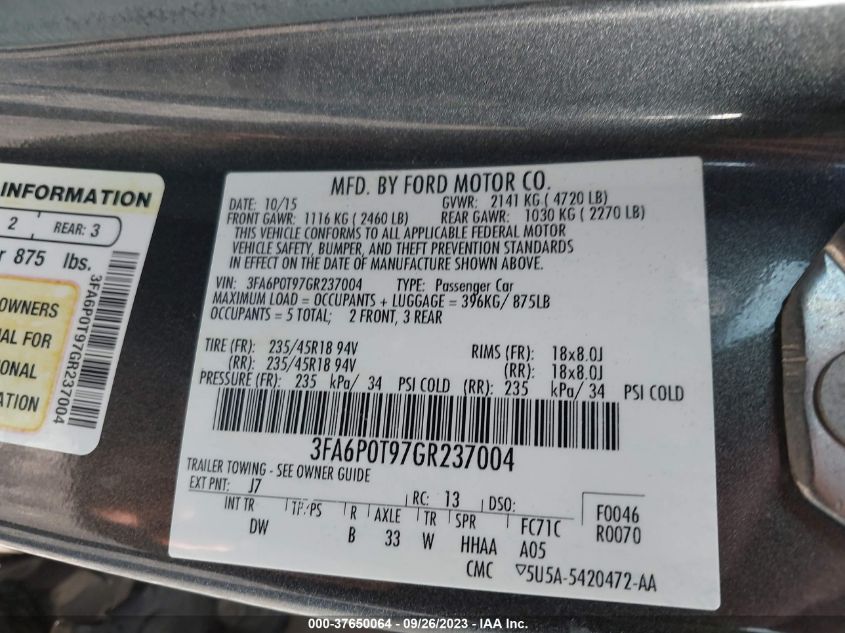 INFORMATION
2 REAR: 3
875 lbs.
OWNERS
AL FOR
ONAL
ATION
3FA6P0T97GR237004
MFD. BY FORD MOTOR CO.
DATE: 10/15 GVWR: 2141 KG ( 4720 LB)
FRONT GAWR: 1116 KG ( 2460 LB) REAR GAWR: 1030 KG ( 2270 LB)
THIS VEHICLE CONFORMS TO ALL APPLICABLE FEDERAL MOTOR
VEHICLE SAFETY, BUMPER, AND THEFT PREVENTION STANDARDS
IN EFFECT ON THE DATE OF MANUFACTURE SHOWN ABOVE.
VIN: 3FA6P0T97GR237004 TYPE: Passenger Car
MAXIMUM LOAD = OCCUPANTS + LUGGAGE = 396KG/ 875LB
OCCUPANTS = 5 TOTAL; 2 FRONT, 3 REAR
TIRE (FR): 235/45R18 94V RIMS (FR): 18x8.0J
(RR): 235/45R18 94V (RR): 18x8.0J
PRESSURE (FR): 235 kPa/ 34 PSI COLD (RR): 235 kPa/ 34 PSI COLD
3FA6P0T97GR237004
TRAILER TOWING - SEE OWNER GUIDE
EXT PNT: J7 RC: 13 DSO: F0046
INT TR TP/PS R AXLE TR SPR FC71C R0070
DW B 33 W HHAA A05
CMC ▽5U5A-5420472-AA
000-37650064 / 09/26/2023 - IAA Inc.